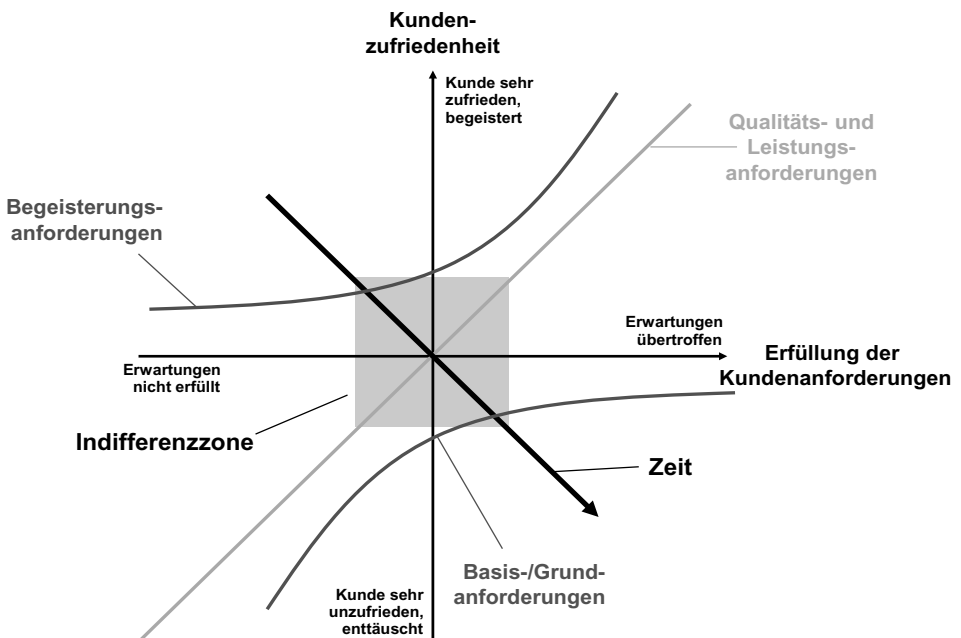 Kunden-
zufriedenheit
Kunde sehr
zufrieden,
begeistert
Qualitäts- und
Leistungs-
anforderungen
Begeisterungs-
anforderungen
Erwartungen
übertroffen
Erwartungen
nicht erfüllt
Erfüllung der
Kundenanforderungen
Indifferenzzone
Zeit
Basis-/Grund-
anforderungen
Kunde sehr
unzufrieden,
enttäuscht